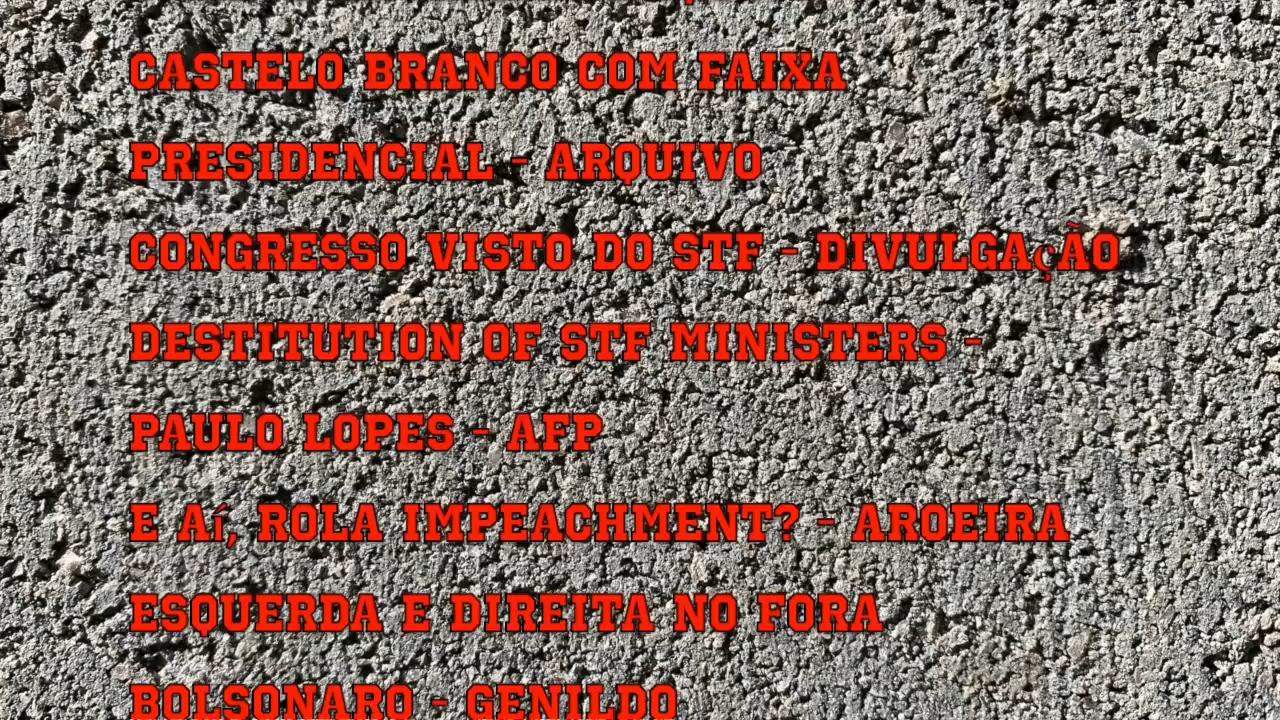 CASTELO BRANCO COM FAIXA
PRESIDENCIAL - ARQUIVO
CONGRESSO VISTO DO STF - DIVULGAçÃO
DESTITUTION OF STF MINISTERS -
PAULO LOPES - AFP
E Aí, ROLA IMPEACHMENT? - AROEIRA
ESQUERDA E DIREITA NO FORA
BOLSONARO - GENILDO